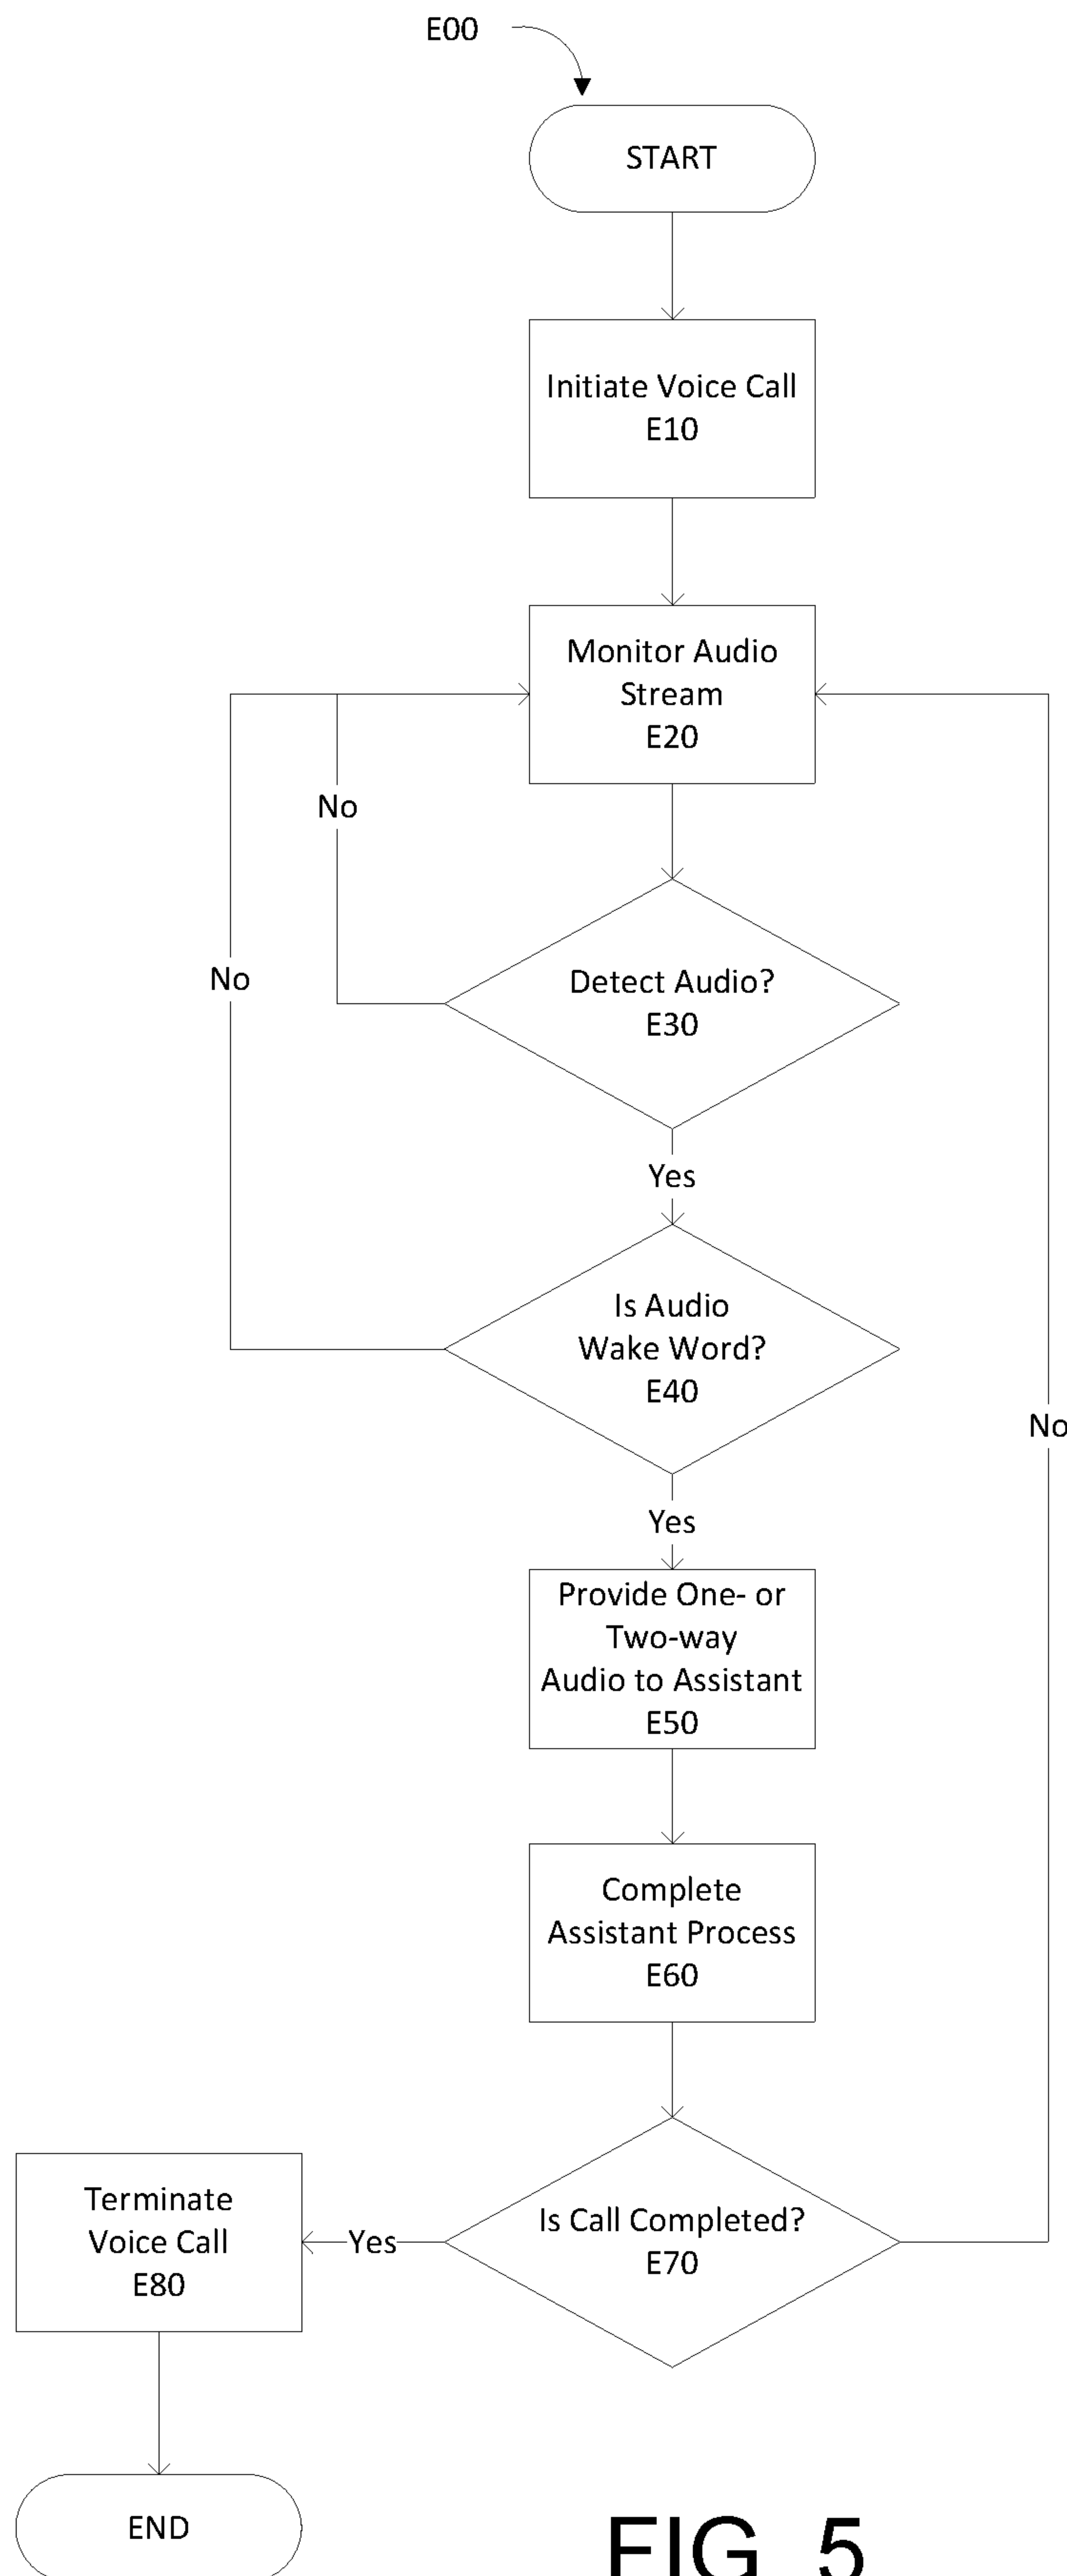 E00
START
Initiate Voice Call
E10
Monitor Audio
Stream
E20
No
Detect Audio?
E30
No
Yes
Is Audio
Wake Word?
E40
No
Yes
Provide One- or
Two-way
Audio to Assistant
E50
Complete
Assistant Process
E60
Is Call Completed?
E70
Yes
Terminate
Voice Call
E80
END
FIG. 5